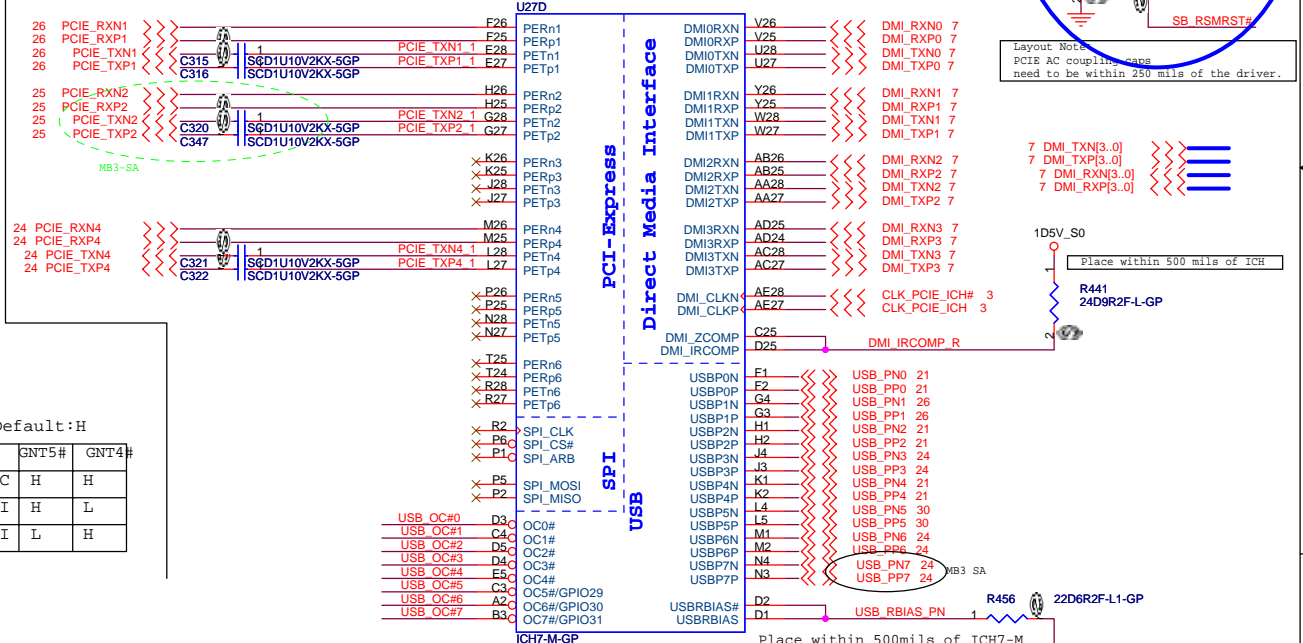 U27D
26 PCIE_RXN1
26 PCIE_RXP1
26 PCIE_TXN1
26 PCIE_TXP1
C315
C316
1
SCD1U10V2KX-5GP
SCD1U10V2KX-5GP
PCIE_TXN1_1
PCIE_TXP1_1
F26 PERn1
F25 PERp1
E28 PETn1
E27 PETp1
25 PCIE_RXN2
25 PCIE_RXP2
25 PCIE_TXN2
25 PCIE_TXP2
C320
C347
SCD1U10V2KX-5GP
SCD1U10V2KX-5GP
PCIE_TXN2_1
PCIE_TXP2_1
MB3-SA
H26 PERn2
H25 PERp2
G28 PETn2
G27 PETp2
K26 PERn3
K25 PERp3
J28 PETn3
J27 PETp3
24 PCIE_RXN4
24 PCIE_RXP4
24 PCIE_TXN4
24 PCIE_TXP4
C321
C322
1
SCD1U10V2KX-5GP
SCD1U10V2KX-5GP
PCIE_TXN4_1
PCIE_TXP4_1
M26 PERn4
M25 PERp4
L28 PETn4
L27 PETp4
P26 PERn5
P25 PERp5
N28 PETn5
N27 PETp5
T25 PERn6
T24 PERp6
R28 PETn6
R27 PETp6
R2 SPI_CLK
P6 SPI_CS#
P1 SPI_ARB
P5 SPI_MOSI
P2 SPI_MISO
USB_OC#0 D3 OC0#
USB_OC#1 C4 OC1#
USB_OC#2 D5 OC2#
USB_OC#3 D4 OC3#
USB_OC#4 E5 OC4#
USB_OC#5 C3 OC5#/GPIO29
USB_OC#6 A2 OC6#/GPIO30
USB_OC#7 B3 OC7#/GPIO31
ICH7-M-GP
PCI-Express
Direct Media Interface
SPI
USB
DMI0RXN V26 DMI_RXN0 7
DMI0RXP V25 DMI_RXP0 7
DMI0TXN U28 DMI_TXN0 7
DMI0TXP U27 DMI_TXP0 7
DMI1RXN Y26 DMI_RXN1 7
DMI1RXP Y25 DMI_RXP1 7
DMI1TXN W28 DMI_TXN1 7
DMI1TXP W27 DMI_TXP1 7
DMI2RXN AB26 DMI_RXN2 7
DMI2RXP AB25 DMI_RXP2 7
DMI2TXN AA28 DMI_TXN2 7
DMI2TXP AA27 DMI_TXP2 7
DMI3RXN AD25 DMI_RXN3 7
DMI3RXP AD24 DMI_RXP3 7
DMI3TXN AC28 DMI_TXN3 7
DMI3TXP AC27 DMI_TXP3 7
DMI_CLKN AE28 CLK_PCIE_ICH# 3
DMI_CLKP AE27 CLK_PCIE_ICH 3
DMI_ZCOMP C25
DMI_IRCOMP D25 DMI_IRCOMP_R
USBP0N F1 USB_PN0 21
USBP0P F2 USB_PP0 21
USBP1N G4 USB_PN1 26
USBP1P G3 USB_PP1 26
USBP2N H1 USB_PN2 21
USBP2P H2 USB_PP2 21
USBP3N J4 USB_PN3 24
USBP3P J3 USB_PP3 24
USBP4N K1 USB_PN4 21
USBP4P K2 USB_PP4 21
USBP5N L4 USB_PN5 30
USBP5P L5 USB_PP5 30
USBP6N M1 USB_PN6 24
USBP6P M2 USB_PP6 24
USBP7N N4 USB_PN7 24
USBP7P N3 USB_PP7 24
MB3 SA
USBRBIAS# D2
USBRBIAS D1 USB_RBIAS_PN
1 R456 22D6R2F-L1-GP
Place within 500mils of ICH7-M
SB_RSMRST#
Layout Note:
PCIE AC coupling caps
need to be within 250 mils of the driver.
7 DMI_TXN[3..0]
7 DMI_TXP[3..0]
7 DMI_RXN[3..0]
7 DMI_RXP[3..0]
1D5V_S0
Place within 500 mils of ICH
1
R441
24D9R2F-L-GP
2
Default:H
GNT5# GNT4#
C H H
I H L
I L H